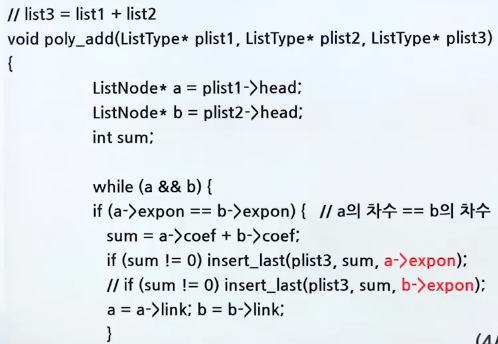 // list3 = list1 + list2
void poly_add(ListType* plist1, ListType* plist2, ListType* plist3)
{
ListNode* a = plist1->head;
ListNode* b = plist2->head;
int sum;
while (a && b) {
if (a->expon == b->expon) { // a의 차수 == b의 차수
sum = a->coef + b->coef;
if (sum != 0) insert_last(plist3, sum, a->expon);
// if (sum != 0) insert_last(plist3, sum, b->expon);
a = a->link; b = b->link;
}